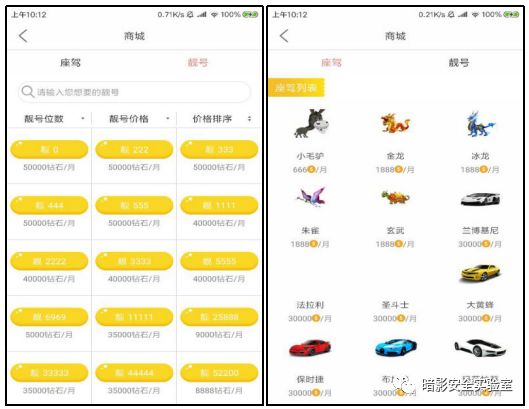 上午10:12
0.71K/s
100%
商城
座驾
靓号
请输入您想要的靓号
靓号位数
靓号价格
价格排序
靓 0
靓 222
靓 333
50000钻石/月
50000钻石/月
50000钻石/月
靓 444
靓 555
靓 1111
50000钻石/月
50000钻石/月
40000钻石/月
靓 2222
靓 3333
靓 5555
40000钻石/月
40000钻石/月
40000钻石/月
靓 6969
靓 11111
靓 25888
5000钻石/月
35000钻石/月
9000钻石/月
靓 33333
靓 44444
靓 52200
35000钻石/月
35000钻石/月
8888钻石/月
上午10:12
0.21K/s
100%
商城
座驾
靓号
座驾列表
小毛驴
金龙
冰龙
666/月
1888/月
1888/月
朱雀
玄武
兰博基尼
1888/月
1888/月
30000/月
法拉利
圣斗士
大黄蜂
30000/月
30000/月
30000/月
保时捷
30000/月
暗影安全实验室